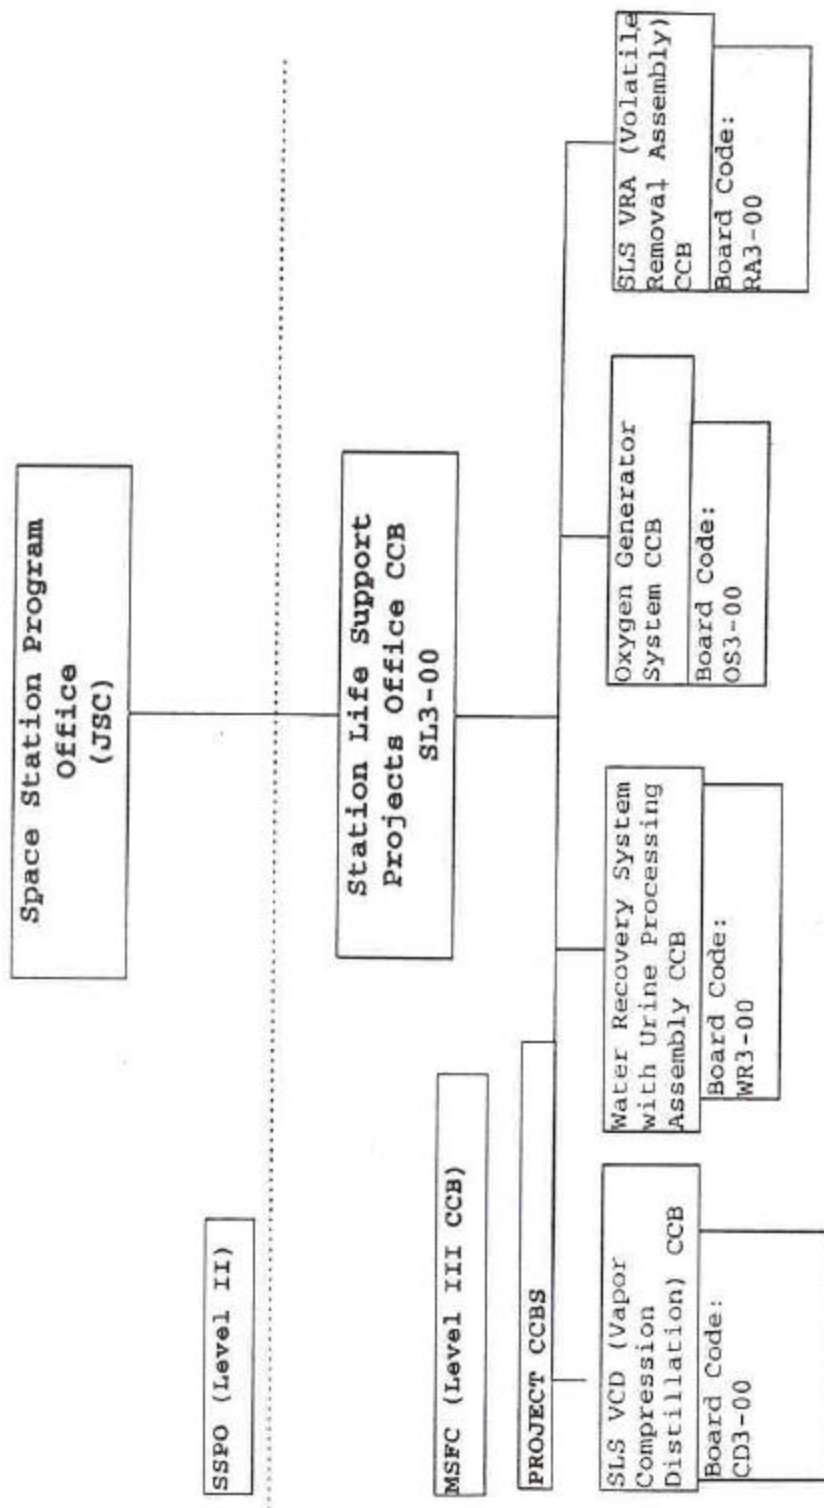 Space Station Program
Office
(JSC)
SSPO (Level II)
Station Life Support
Projects Office CCB
SL3-00
MSFC (Level III CCB)
PROJECT CCBS
SLS VCD (Vapor
Compression
Distillation) CCB
Board Code:
CD3-00
Water Recovery System
with Urine Processing
Assembly CCB
Board Code:
WR3-00
Oxygen Generator
System CCB
Board Code:
OS3-00
SLS VRA (Volatile
Removal Assembly)
CCB
Board Code:
RA3-00